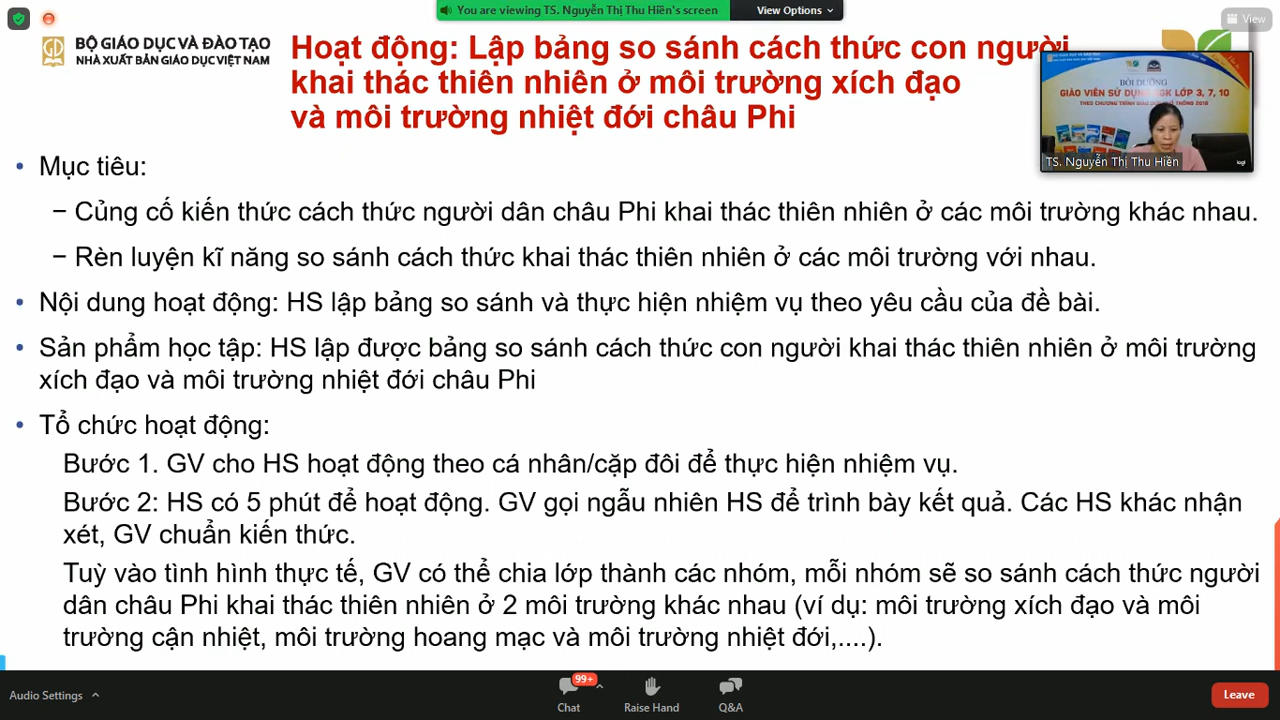 You are viewing TS. Nguyễn Thị Thu Hiền's screen
View Options
View
BỘ GIÁO DỤC VÀ ĐÀO TẠO
NHÀ XUẤT BẢN GIÁO DỤC VIỆT NAM
Hoạt động: Lập bảng so sánh cách thức con người
khai thác thiên nhiên ở môi trường xích đạo
và môi trường nhiệt đới châu Phi
BỒI DƯỠNG
TS. Nguyễn Thị Thu Hiền
• Mục tiêu:
− Củng cố kiến thức cách thức người dân châu Phi khai thác thiên nhiên ở các môi trường khác nhau.
− Rèn luyện kĩ năng so sánh cách thức khai thác thiên nhiên ở các môi trường với nhau.
• Nội dung hoạt động: HS lập bảng so sánh và thực hiện nhiệm vụ theo yêu cầu của đề bài.
• Sản phẩm học tập: HS lập được bảng so sánh cách thức con người khai thác thiên nhiên ở môi trường
xích đạo và môi trường nhiệt đới châu Phi
• Tổ chức hoạt động:
Bước 1. GV cho HS hoạt động theo cá nhân/cặp đôi để thực hiện nhiệm vụ.
Bước 2: HS có 5 phút để hoạt động. GV gọi ngẫu nhiên HS để trình bày kết quả. Các HS khác nhận
xét, GV chuẩn kiến thức.
Tuỳ vào tình hình thực tế, GV có thể chia lớp thành các nhóm, mỗi nhóm sẽ so sánh cách thức người
dân châu Phi khai thác thiên nhiên ở 2 môi trường khác nhau (ví dụ: môi trường xích đạo và môi
trường cận nhiệt, môi trường hoang mạc và môi trường nhiệt đới,....).
Audio Settings
99+
Chat
Raise Hand
Q&A
Leave